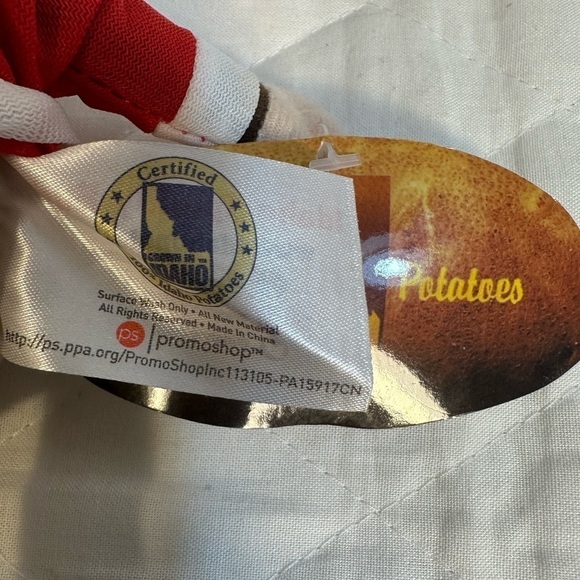 Certified
GROWN IN
IDAHO
100% Idaho Potatoes
Surface Wash Only • All New Material
All Rights Reserved • Made in China
ps | promoshop™
http://ps.ppa.org/PromoShopInc113105-PA15917CN
Potatoes